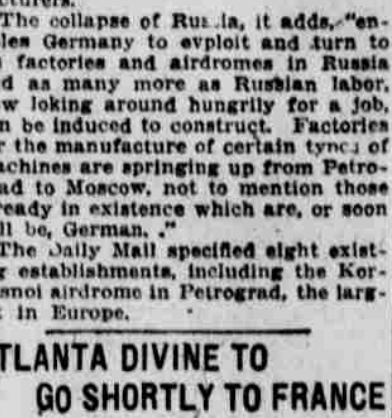 The collapse of Rus.ia, it adds, "en-
les Germany to evploit and turn to
factories and airdromes in Russia
d as many more as Russian labor,
w loking around hungrily for a job,
n be induced to construct. Factories
r the manufacture of certain types of
achines are springing up from Petro-
ad to Moscow, not to mention those
ready in existence which are, or soon
ll be, German. ."
The Daily Mail specified eight exist-
g establishments, including the Kor-
snoi airdrome in Petrograd, the larg-
t in Europe.
TLANTA DIVINE TO
GO SHORTLY TO FRANCE